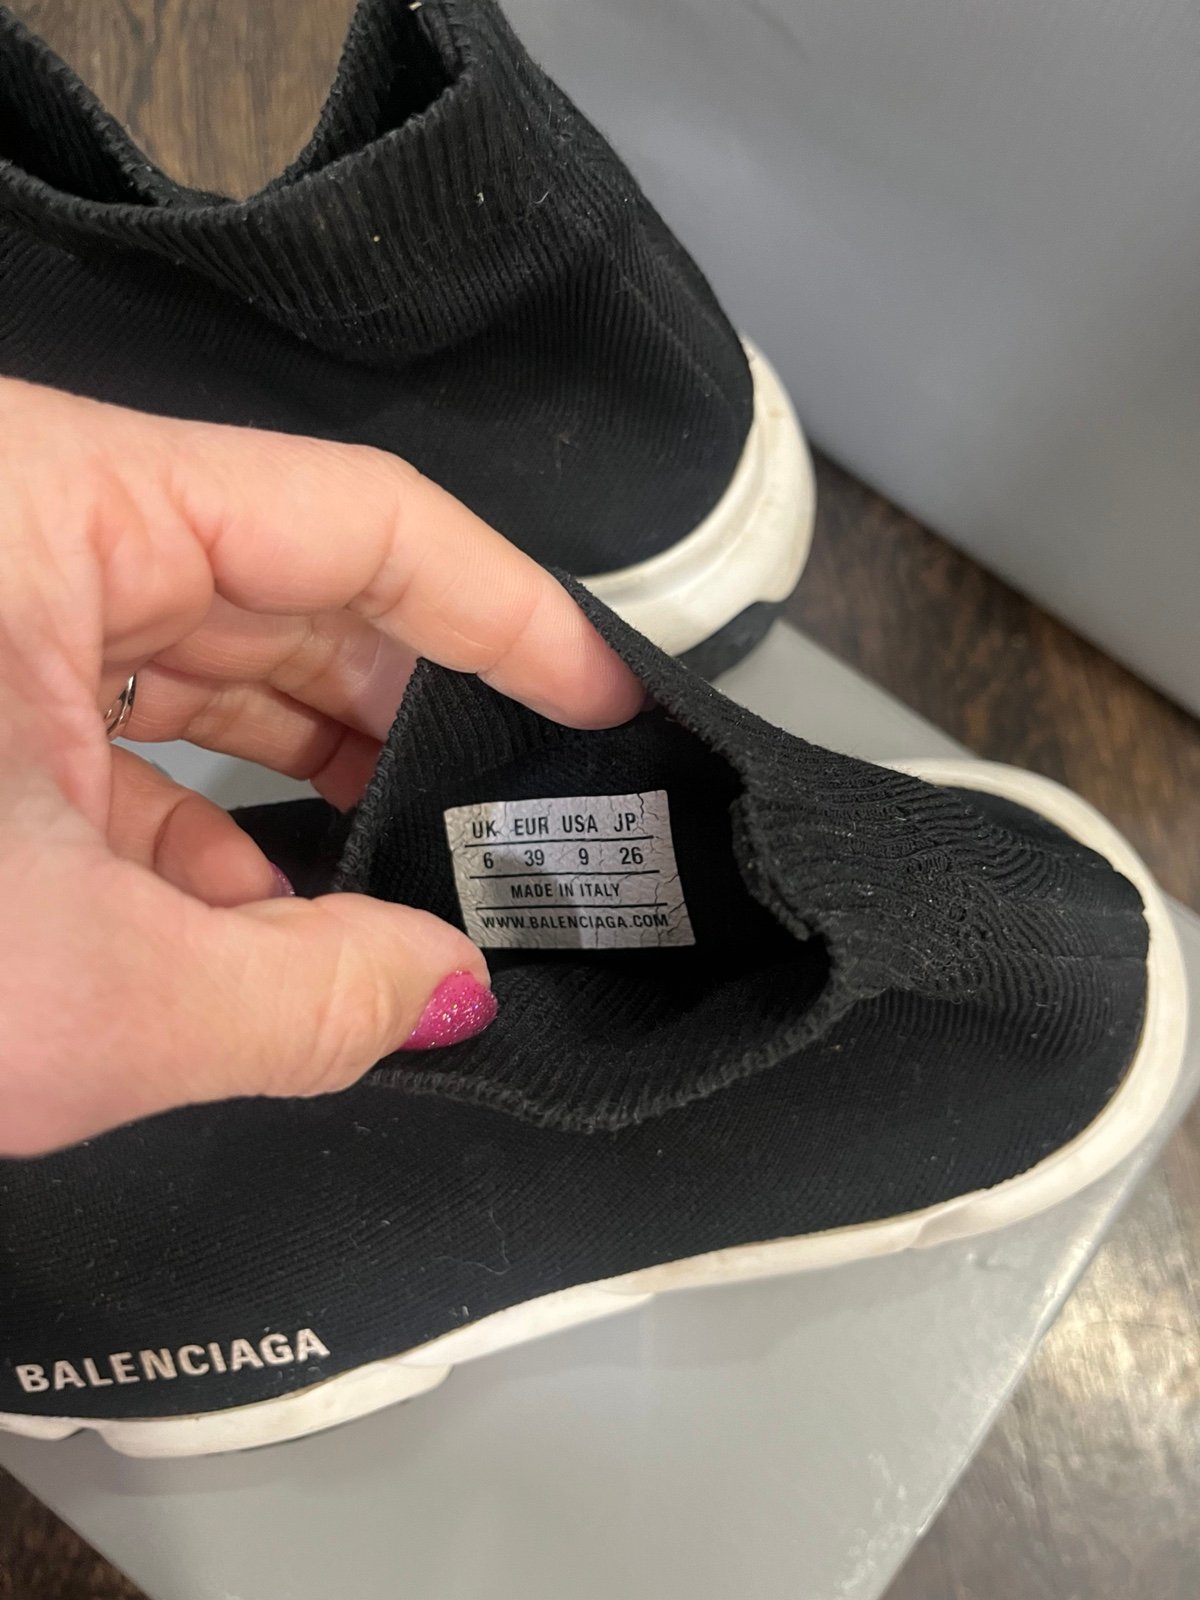 UK EUR USA JP
6 39 9 26
MADE IN ITALY
WWW.BALENCIAGA.COM
BALENCIAGA